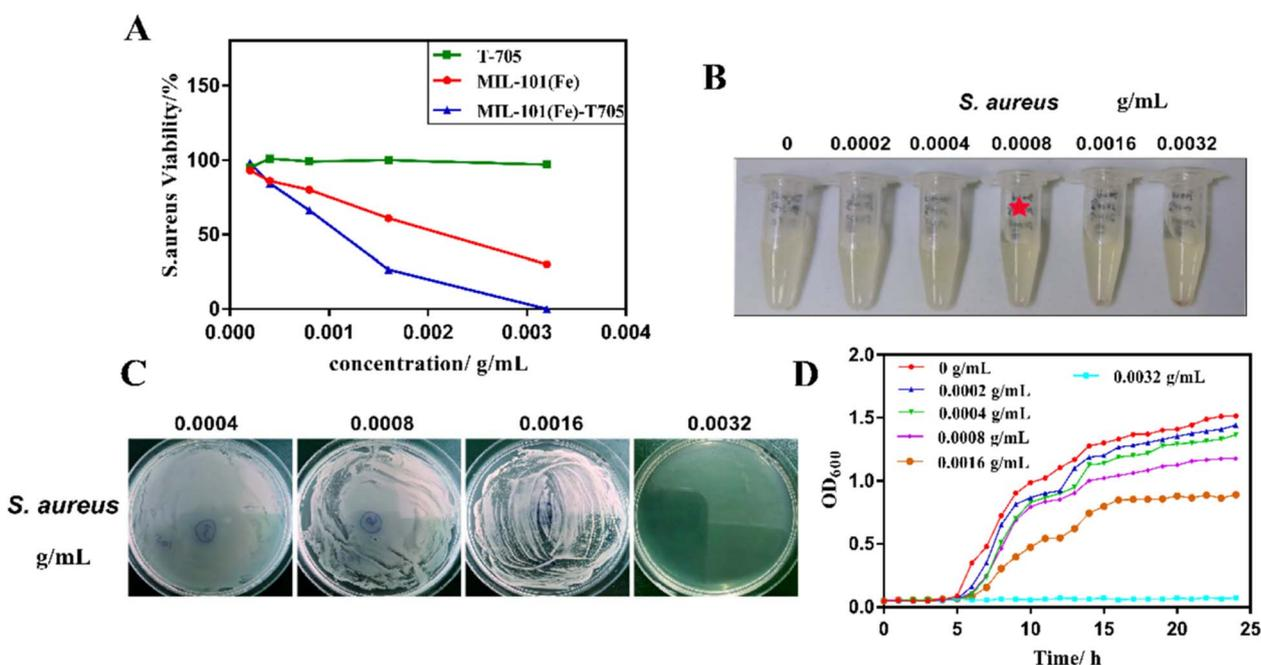 A
S.aureus Viability/%
150
100
50
0
0.000 0.001 0.002 0.003 0.004
concentration/ g/mL
T-705
MIL-101(Fe)
MIL-101(Fe)-T705
B
S. aureus g/mL
0 0.0002 0.0004 0.0008 0.0016 0.0032
C
0.0004 0.0008 0.0016 0.0032
S. aureus
g/mL
D
OD600
2.0
1.5
1.0
0.5
0.0
0 5 10 15 20 25
Time/ h
0 g/mL
0.0002 g/mL
0.0004 g/mL
0.0008 g/mL
0.0016 g/mL
0.0032 g/mL